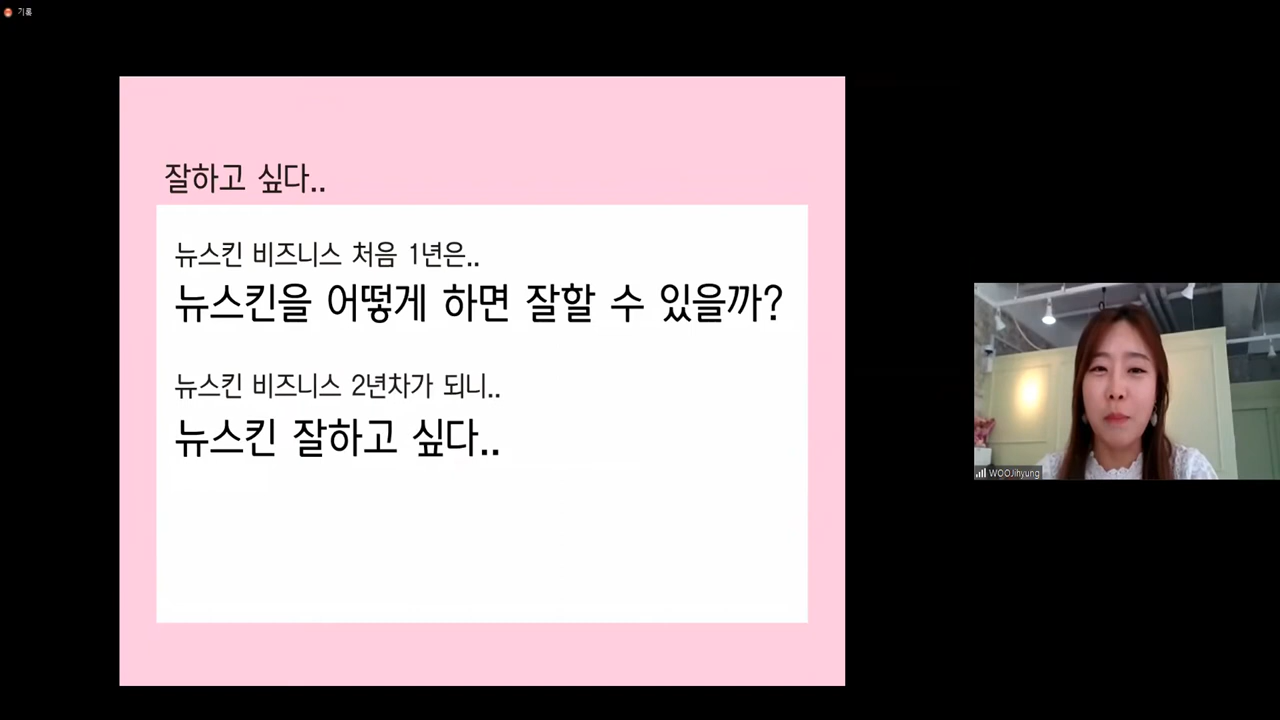 기록
잘하고 싶다..
뉴스킨 비즈니스 처음 1년은..
뉴스킨을 어떻게 하면 잘할 수 있을까?
뉴스킨 비즈니스 2년차가 되니..
뉴스킨 잘하고 싶다..
WOOJihyung